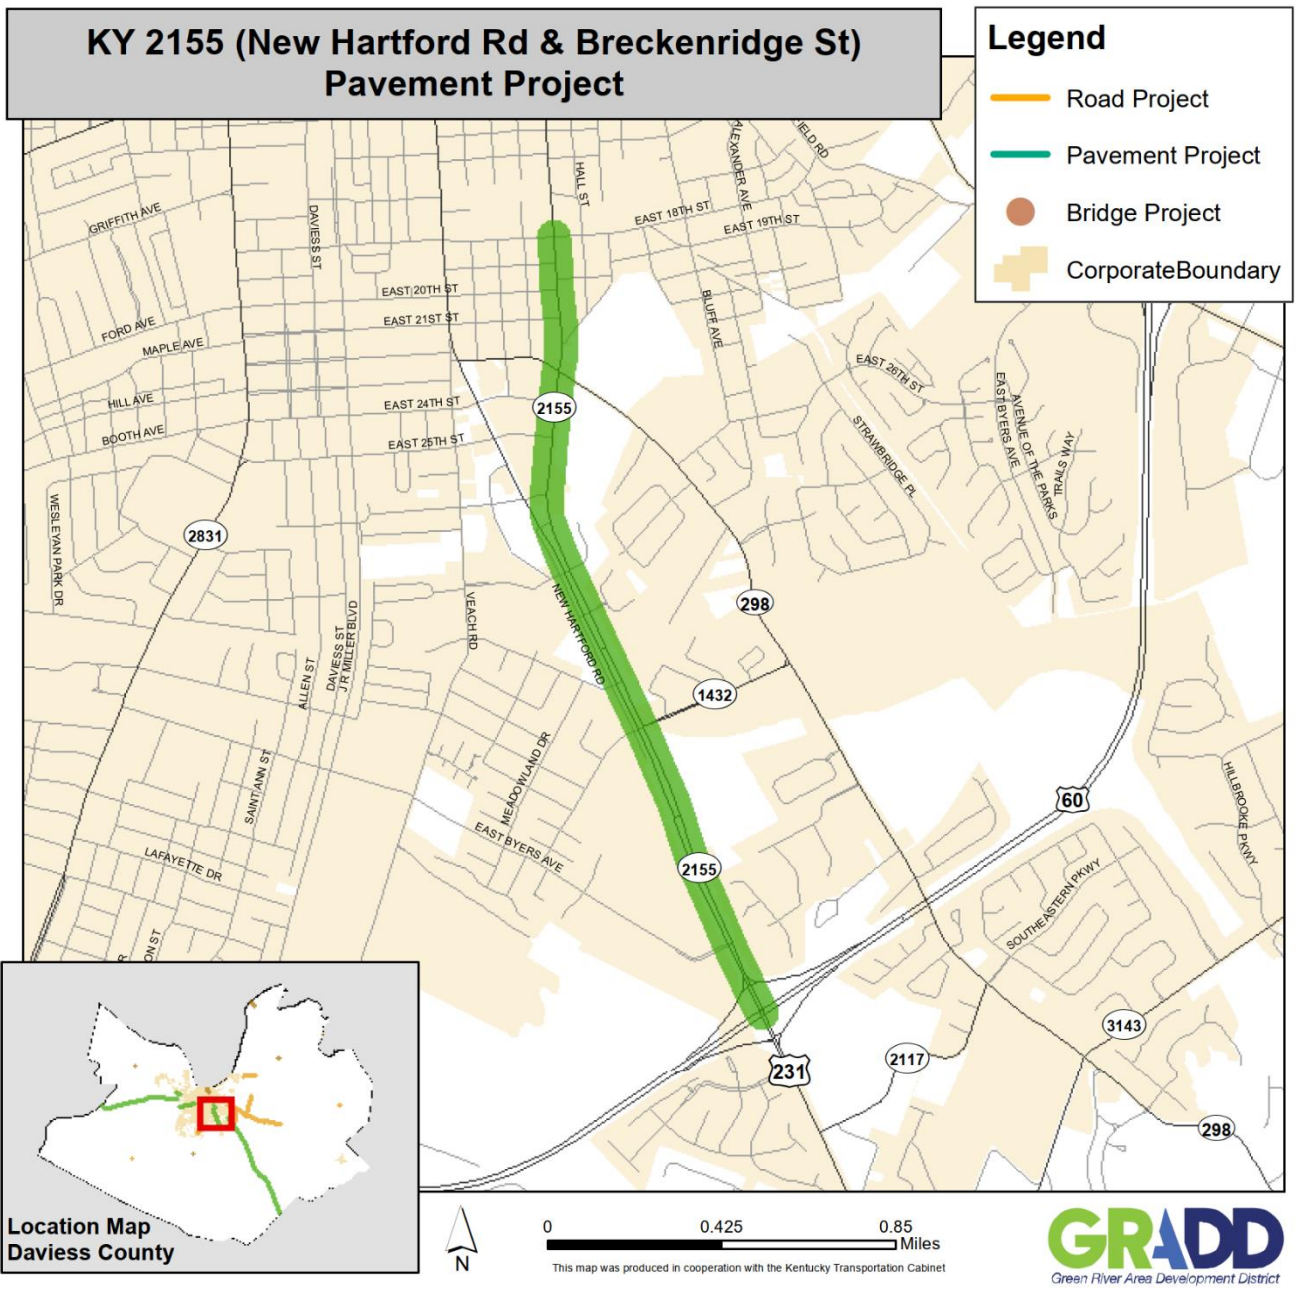 KY 2155 (New Hartford Rd & Breckenridge St)
Pavement Project
Legend
Road Project
Pavement Project
Bridge Project
CorporateBoundary
HALL ST
ALEXANDER AVE
FIELD RD
GRIFFITH AVE
DAVIESS ST
EAST 18TH ST
EAST 19TH ST
EAST 20TH ST
EAST 21ST ST
BLUFF AVE
FORD AVE
MAPLE AVE
EAST 26TH ST
HILL AVE
EAST 24TH ST
2155
BOOTH AVE
EAST 25TH ST
STRAWBRIDGE PL
EAST BYERS AVE
AVENUE OF THE PARKS
TRAILS WAY
WESLEYAN PARK DR
2831
NEW HARTFORD RD
VEACH RD
298
DAVIESS ST
J R MILLER BLVD
ALLEN ST
1432
SAINT ANN ST
MEADOWLAND DR
60
HILLBROOKE PKWY
EAST BYERS AVE
LAFAYETTE DR
2155
SOUTHEASTERN PKWY
R
ON ST
3143
2117
231
298
Location Map
Daviess County
N
0 0.425 0.85
Miles
This map was produced in cooperation with the Kentucky Transportation Cabinet
GRADD
Green River Area Development District